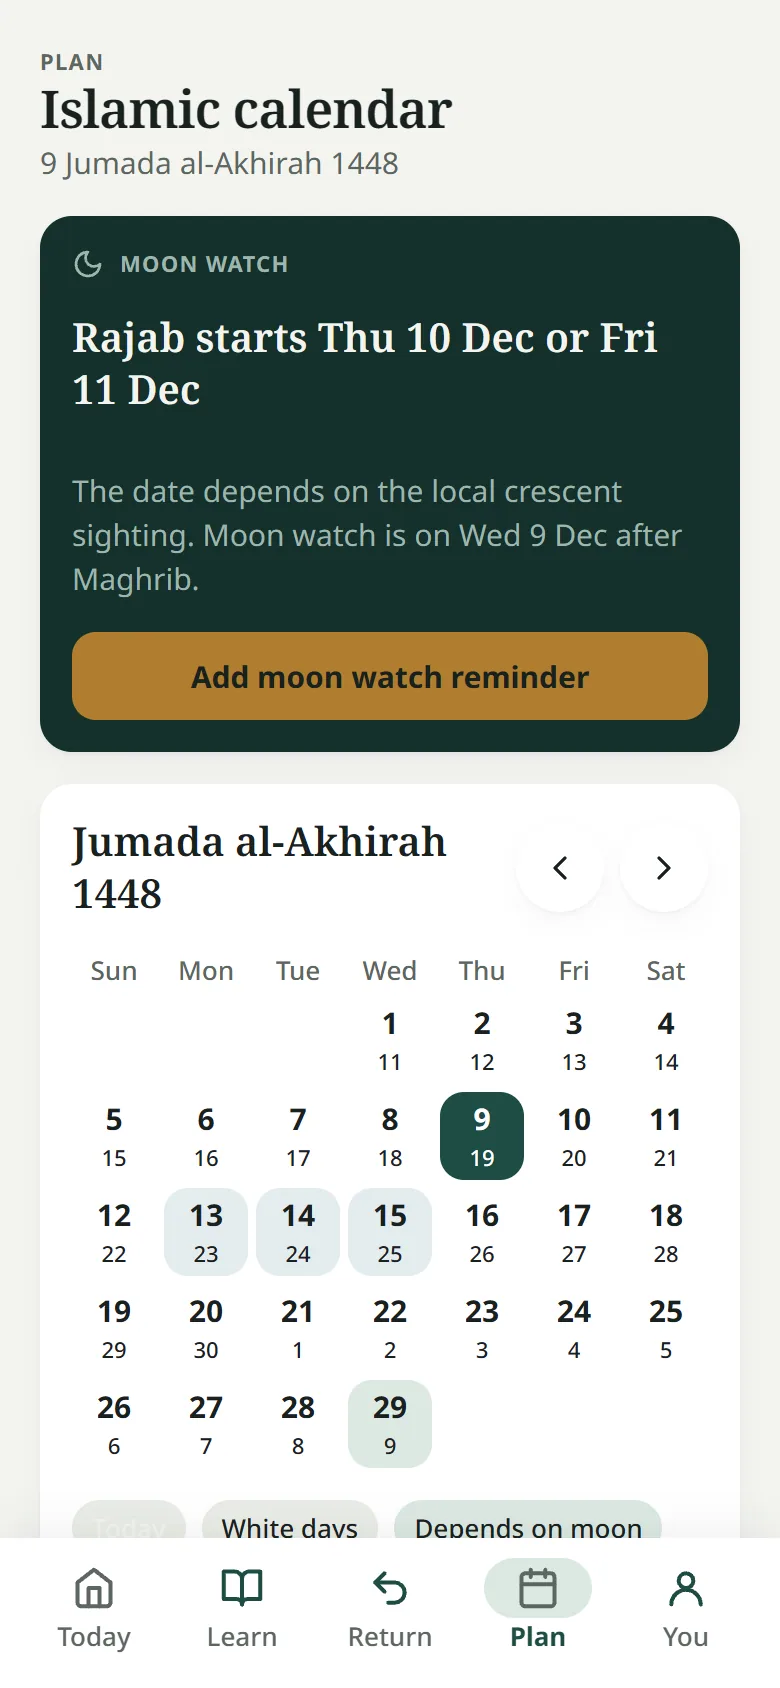 PLAN
Islamic calendar
9 Jumada al-Akhirah 1448
MOON WATCH
Rajab starts Thu 10 Dec or Fri
11 Dec
The date depends on the local crescent
sighting. Moon watch is on Wed 9 Dec after
Maghrib.
Add moon watch reminder
Jumada al-Akhirah
1448
Sun Mon Tue Wed Thu Fri Sat
1 2 3 4
11 12 13 14
5 6 7 8 9 10 11
15 16 17 18 19 20 21
12 13 14 15 16 17 18
22 23 24 25 26 27 28
19 20 21 22 23 24 25
29 30 1 2 3 4 5
26 27 28 29
6 7 8 9
Today White days Depends on moon
Today Learn Return Plan You